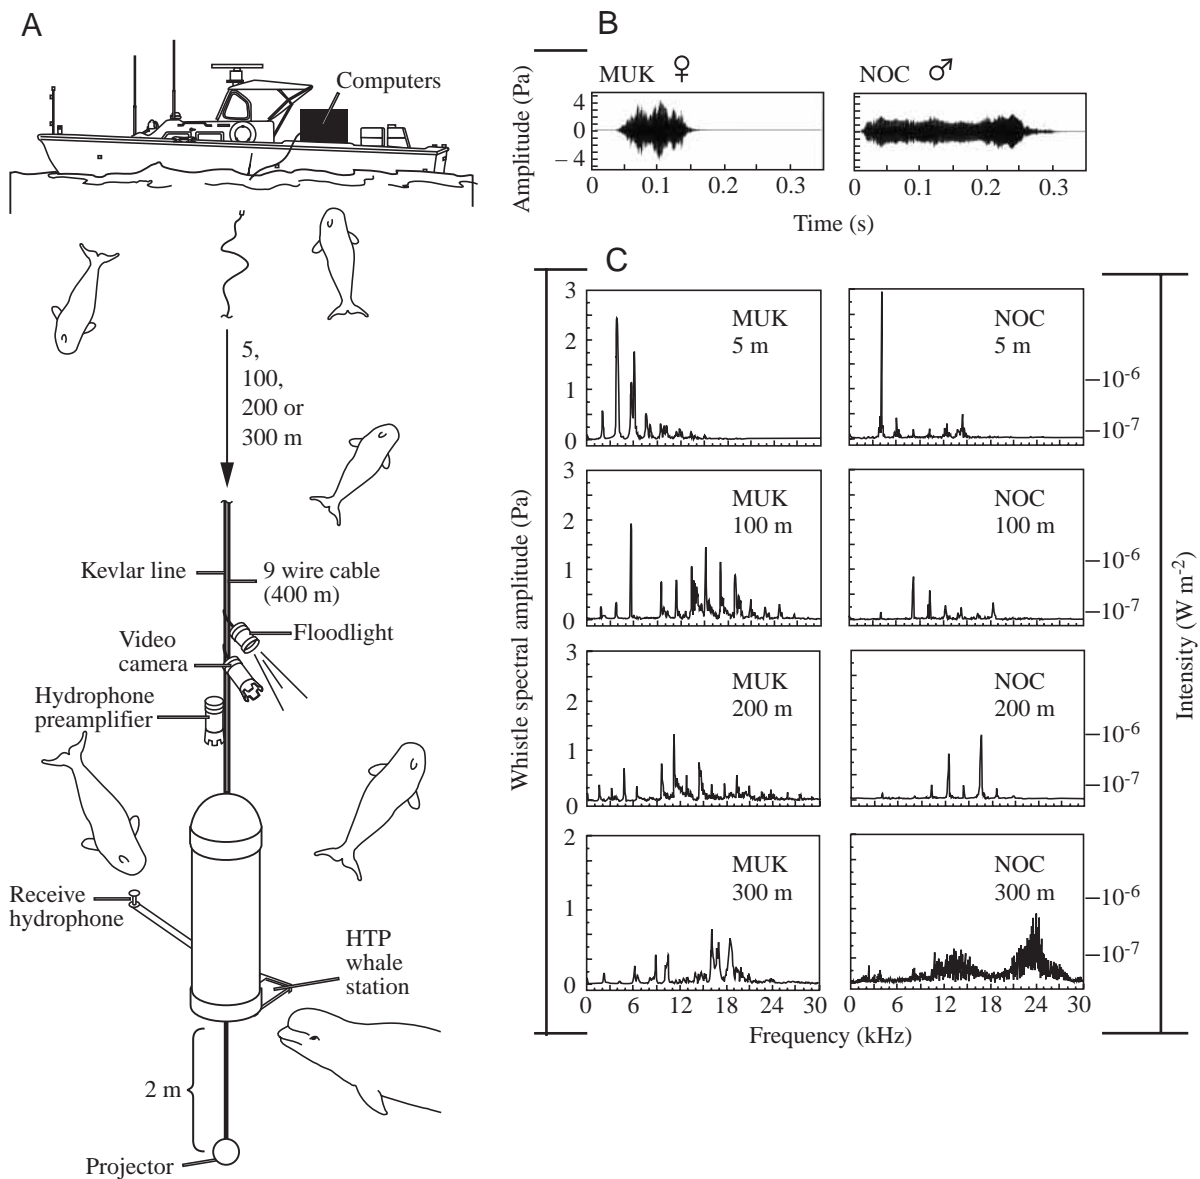 A
Computers
5,
100,
200 or
300 m
Kevlar line
9 wire cable
(400 m)
Floodlight
Video
camera
Hydrophone
preamplifier
Receive
hydrophone
HTP
whale
station
2 m
Projector
B
Amplitude (Pa)
MUK ♀
NOC ♂
4
0
– 4
0 0.1 0.2 0.3
0 0.1 0.2 0.3
Time (s)
C
Whistle spectral amplitude (Pa)
3
2
1
0
MUK
5 m
NOC
5 m
10-6
10-7
3
2
1
0
MUK
100 m
NOC
100 m
10-6
10-7
3
2
1
0
MUK
200 m
NOC
200 m
10-6
10-7
2
1
0
MUK
300 m
NOC
300 m
10-6
10-7
0 6 12 18 24 30
0 6 12 18 24 30
Frequency (kHz)
Intensity (W m-2)